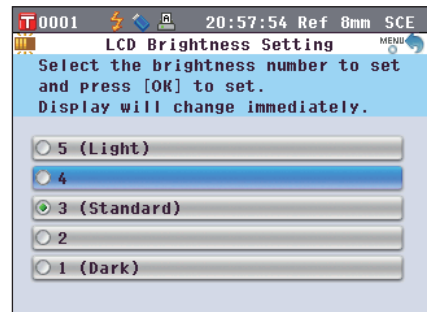 T 0001 20:57:54 Ref 8mm SCE
LCD Brightness Setting MENU
Select the brightness number to set
and press [OK] to set.
Display will change immediately.
5 (Light)
4
3 (Standard)
2
1 (Dark)